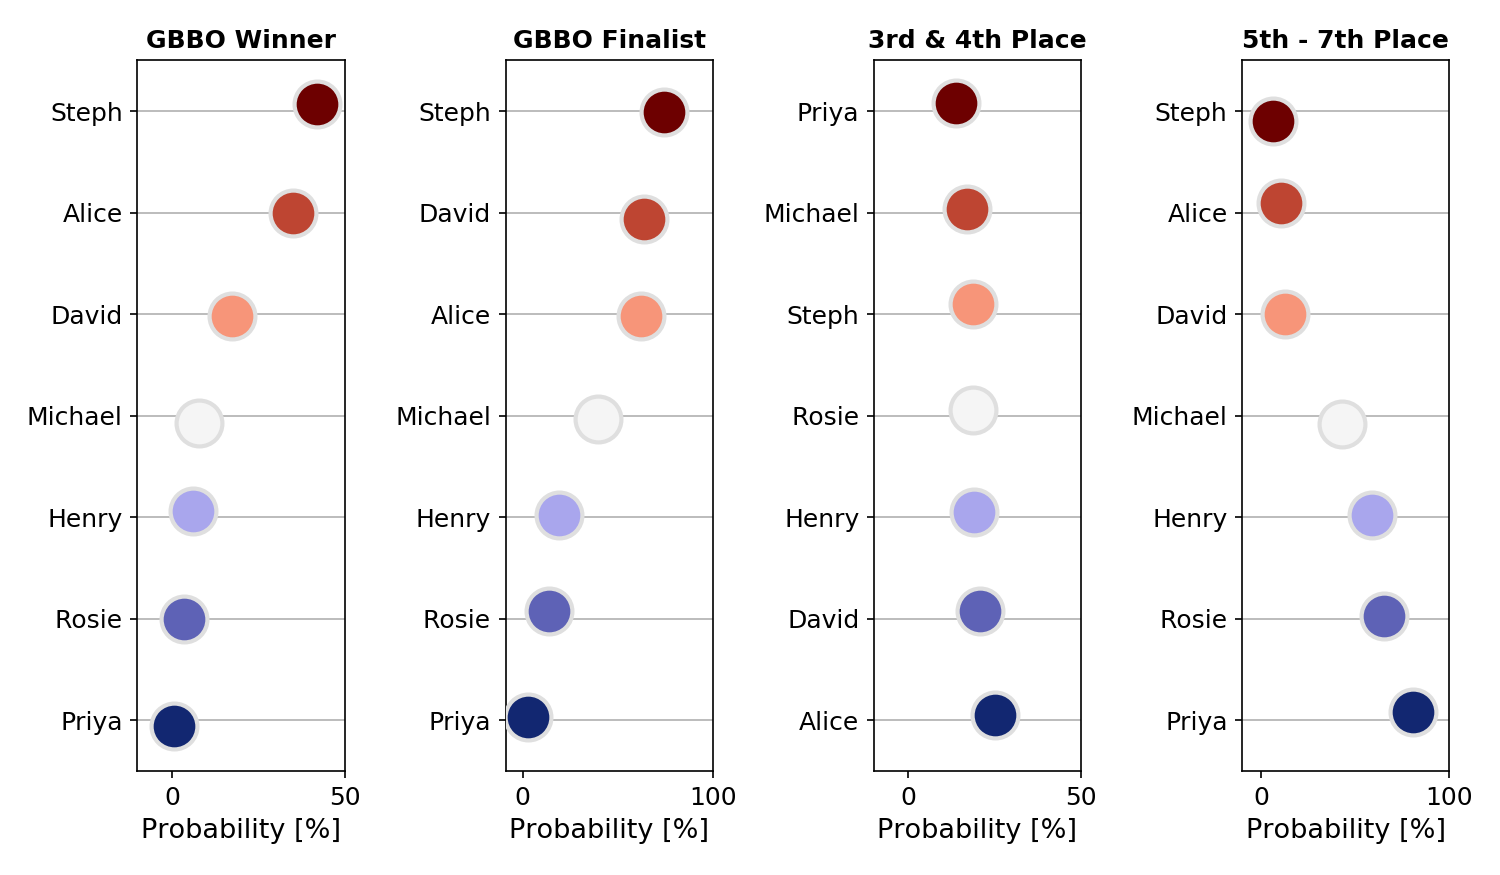 GBBO Winner
Steph
Alice
David
Michael
Henry
Rosie
Priya
0 50
Probability [%]
GBBO Finalist
Steph
David
Alice
Michael
Henry
Rosie
Priya
0 100
Probability [%]
3rd & 4th Place
Priya
Michael
Steph
Rosie
Henry
David
Alice
0 50
Probability [%]
5th - 7th Place
Steph
Alice
David
Michael
Henry
Rosie
Priya
0 100
Probability [%]